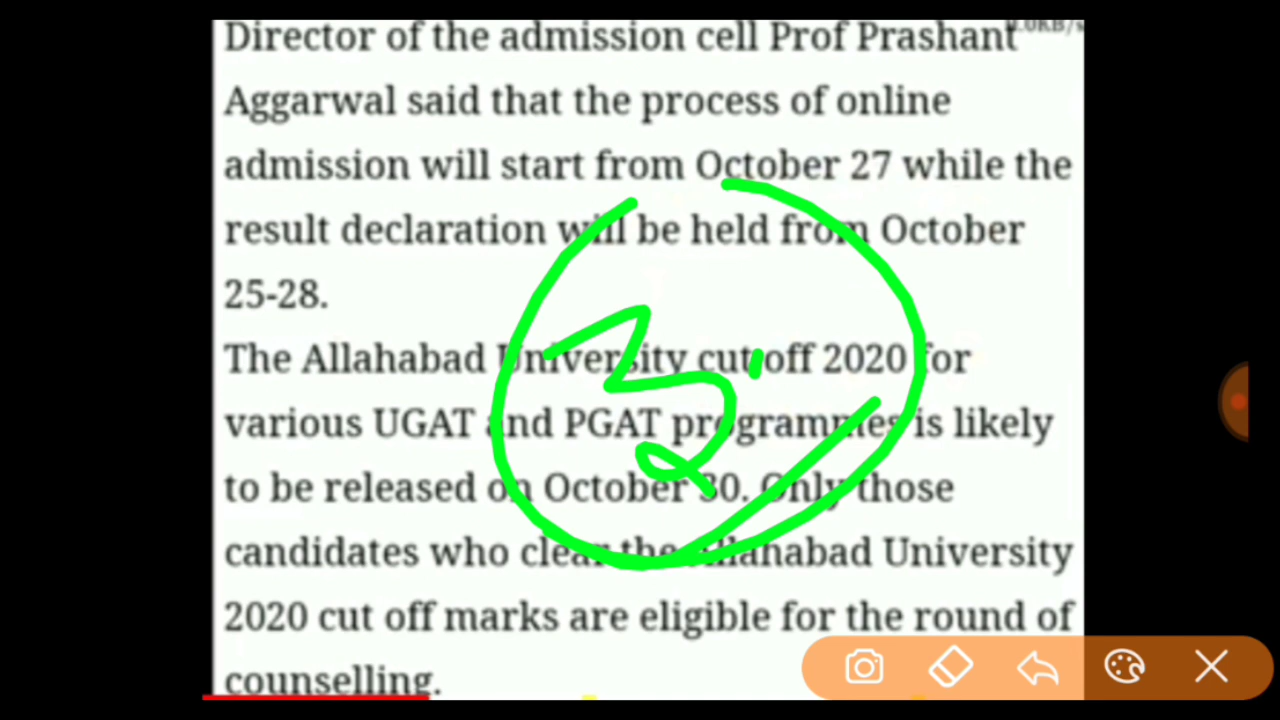 Director of the admission cell Prof Prashant
Aggarwal said that the process of online
admission will start from October 27 while the
result declaration will be held from October
25-28.
The Allahabad University cut off 2020 for
various UGAT and PGAT programmes is likely
to be released on October 30. Only those
candidates who clear the Allahabad University
2020 cut off marks are eligible for the round of
counselling.